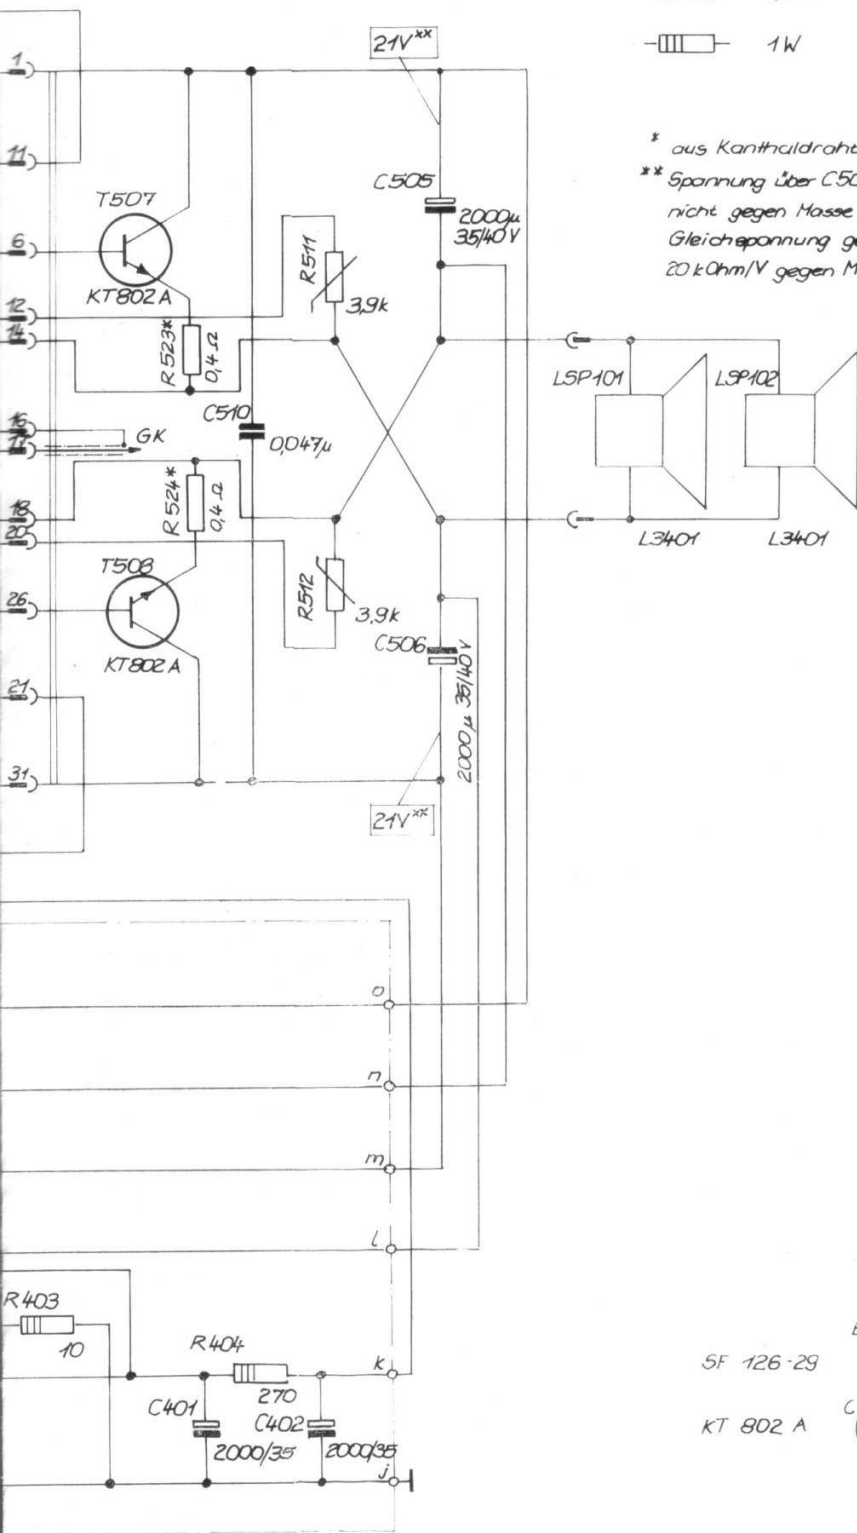 21V**
1W
1
11
* aus Kanthaldraht
** Spannung über C50
nicht gegen Masse
Gleichspannung g
20 kOhm/V gegen M
C505
2000µ
35/40V
T507
6
KT802A
R511
3,9k
12
14
R523*
0,4Ω
LSP101
LSP102
C510
0,047µ
16
17
GK
R524*
0,4Ω
18
20
L3401
L3401
T508
26
KT802A
R512
3,9k
C506
2000µ 35/40V
21
31
21V**
o
n
m
l
R403
10
R404
270
k
C401
2000/35
C402
2000/35
j
SF 126-29
KT 802 A
C